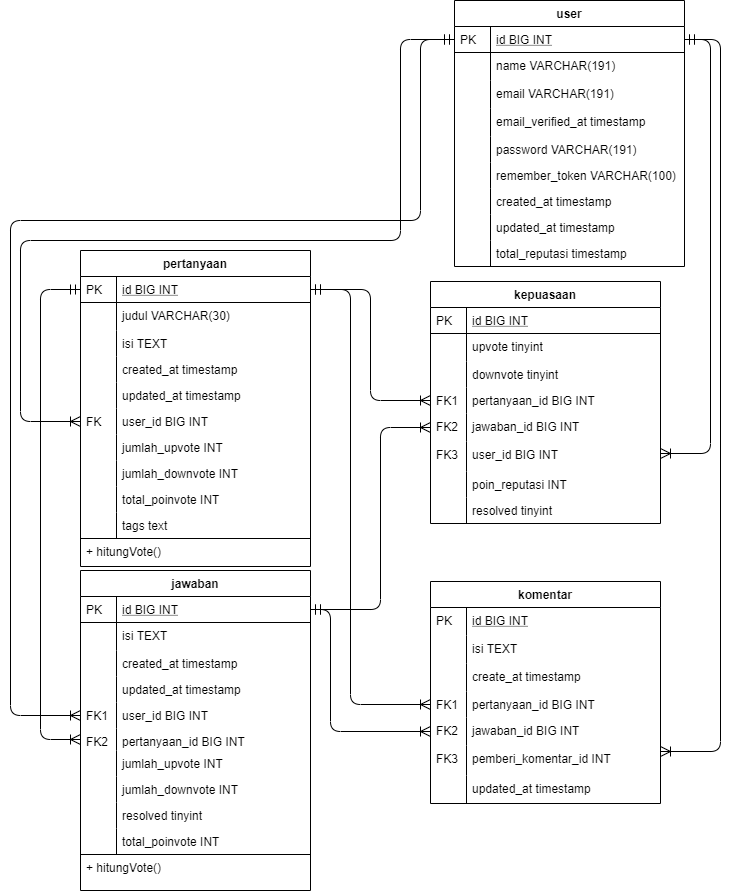 user
PK id BIG INT
name VARCHAR(191)
email VARCHAR(191)
email_verified_at timestamp
password VARCHAR(191)
remember_token VARCHAR(100)
created_at timestamp
updated_at timestamp
total_reputasi timestamp
pertanyaan
PK id BIG INT
judul VARCHAR(30)
isi TEXT
created_at timestamp
updated_at timestamp
FK user_id BIG INT
jumlah_upvote INT
jumlah_downvote INT
total_poinvote INT
tags text
+ hitungVote()
kepuasaan
PK id BIG INT
upvote tinyint
downvote tinyint
FK1 pertanyaan_id BIG INT
FK2 jawaban_id BIG INT
FK3 user_id BIG INT
poin_reputasi INT
resolved tinyint
jawaban
PK id BIG INT
isi TEXT
created_at timestamp
updated_at timestamp
FK1 user_id BIG INT
FK2 pertanyaan_id BIG INT
jumlah_upvote INT
jumlah_downvote INT
resolved tinyint
total_poinvote INT
+ hitungVote()
komentar
PK id BIG INT
isi TEXT
create_at timestamp
FK1 pertanyaan_id BIG INT
FK2 jawaban_id BIG INT
FK3 pemberi_komentar_id INT
updated_at timestamp